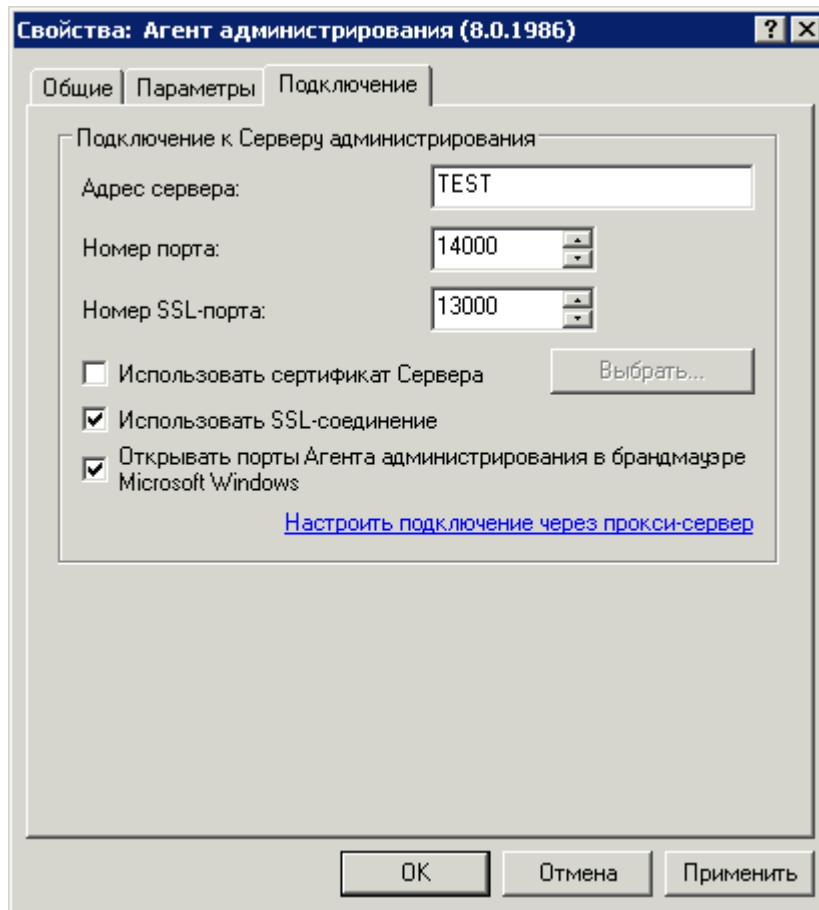 Свойства: Агент администрирования (8.0.1986)
Общие Параметры Подключение
Подключение к Серверу администрирования
Адрес сервера: TEST
Номер порта: 14000
Номер SSL-порта: 13000
Использовать сертификат Сервера Выбрать...
Использовать SSL-соединение
Открывать порты Агента администрирования в брандмауэре
Microsoft Windows
Настроить подключение через прокси-сервер
OK Отмена Применить